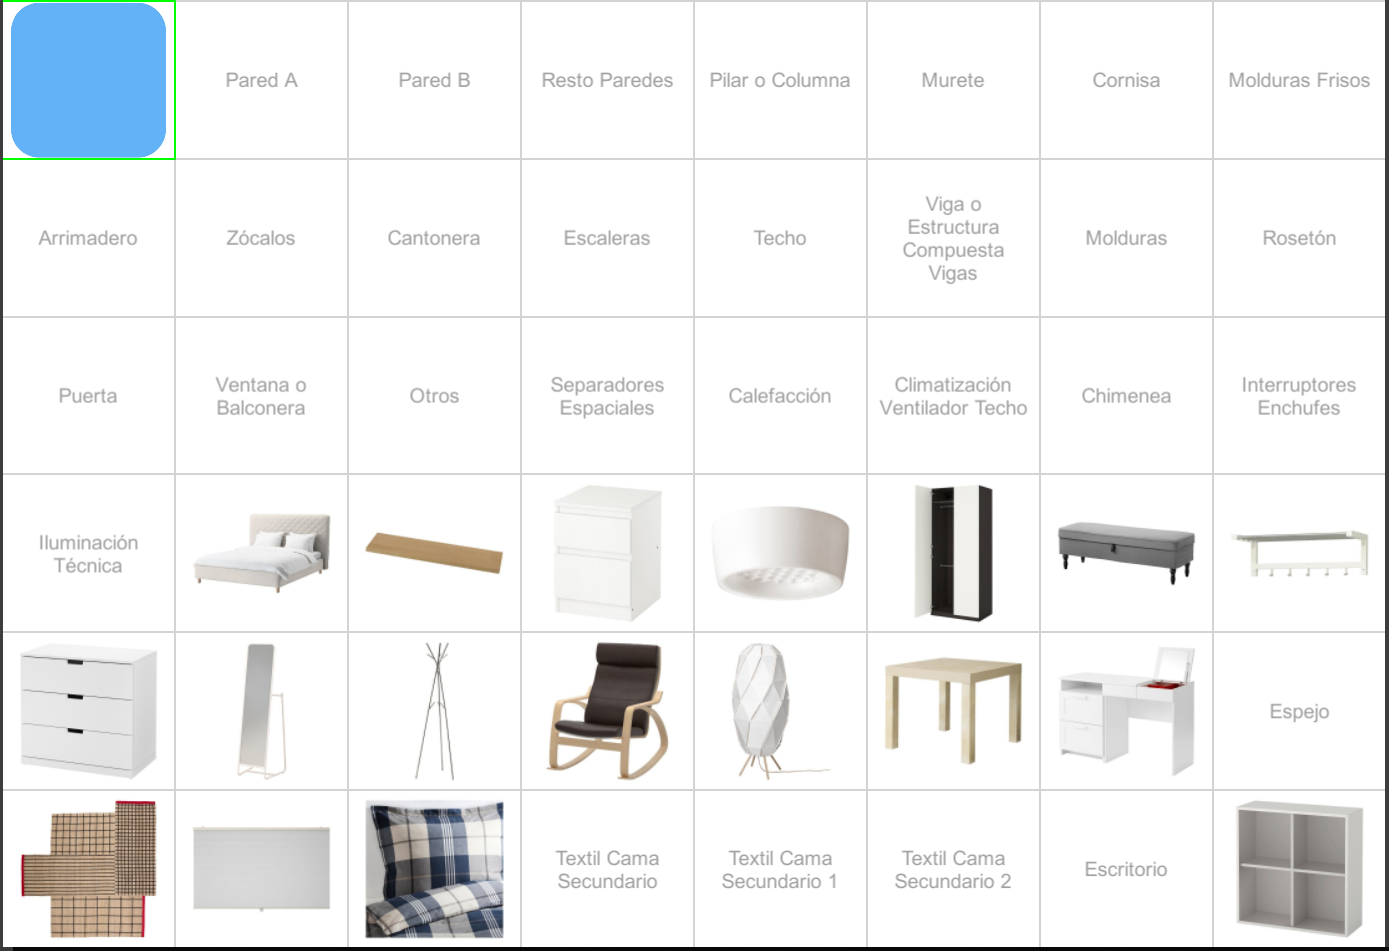 Pared A
Pared B
Resto Paredes
Pilar o Columna
Murete
Cornisa
Molduras Frisos
Arrimadero
Zócalos
Cantonera
Escaleras
Techo
Viga o
Estructura
Compuesta
Vigas
Molduras
Rosetón
Puerta
Ventana o
Balconera
Otros
Separadores
Espaciales
Calefacción
Climatización
Ventilador Techo
Chimenea
Interruptores
Enchufes
Iluminación
Técnica
Espejo
Textil Cama
Secundario
Textil Cama
Secundario 1
Textil Cama
Secundario 2
Escritorio